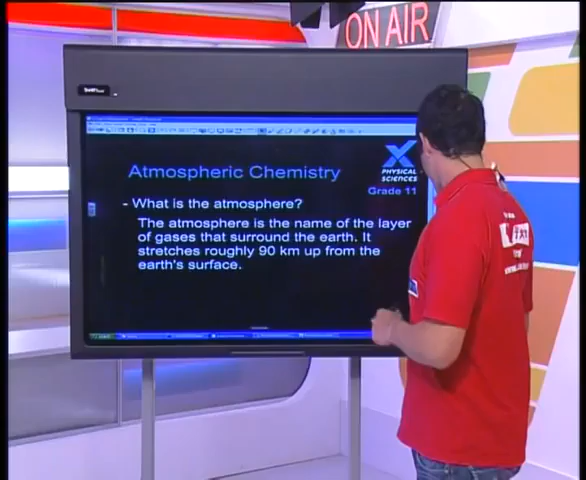 ON AIR
Atmospheric Chemistry
X
PHYSICAL
SCIENCES
Grade 11
- What is the atmosphere?
The atmosphere is the name of the layer
of gases that surround the earth. It
stretches roughly 90 km up from the
earth's surface.